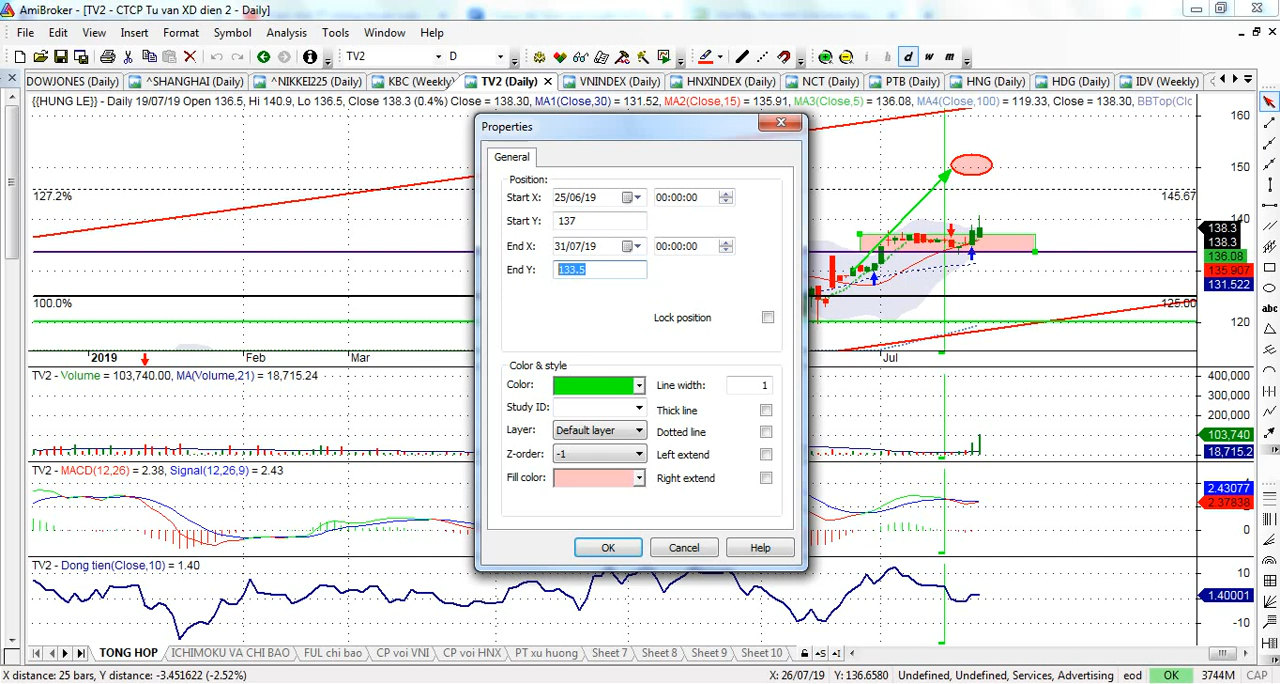 AmiBroker - [TV2 - CTCP Tu van XD dien 2 - Daily]
File Edit View Insert Format Symbol Analysis Tools Window Help
TV2 D i h d w m
DOWJONES (Daily) ^SHANGHAI (Daily) ^NIKKEI225 (Daily) KBC (Weekly) TV2 (Daily) VNINDEX (Daily) HNXINDEX (Daily) NCT (Daily) PTB (Daily) HNG (Daily) HDG (Daily) IDV (Weekly)
{{HUNG LE}} - Daily 19/07/19 Open 136.5, Hi 140.9, Lo 136.5, Close 138.3 (0.4%) Close = 138.30, MA1(Close,30) = 131.52, MA2(Close,15) = 135.91, MA3(Close,5) = 136.08, MA4(Close,100) = 119.33, Close = 138.30, BBTop(Clc
160
150
127.2%
145.67
140
138.3
138.3
136.08
135.907
131.522
100.0%
125.00
120
2019 Feb Mar Jul
Properties
General
Position:
Start X: 25/06/19 00:00:00
Start Y: 137
End X: 31/07/19 00:00:00
End Y: 133.5
Lock position
Color & style
Color: Line width: 1
Study ID: Thick line
Layer: Default layer Dotted line
Z-order: -1 Left extend
Fill color: Right extend
OK Cancel Help
TV2 - Volume = 103,740.00, MA(Volume,21) = 18,715.24
400,000
300,000
200,000
103,740
18,715.2
TV2 - MACD(12,26) = 2.38, Signal(12,26,9) = 2.43
2.43077
2.37838
0
TV2 - Dong tien(Close,10) = 1.40
10
1.40001
-10
TONG HOP ICHIMOKU VA CHI BAO FUL chi bao CP voi VNI CP voi HNX PT xu huong Sheet 7 Sheet 8 Sheet 9 Sheet 10
X distance: 25 bars, Y distance: -3.451622 (-2.52%) X: 26/07/19 Y: 136.6580 Undefined, Undefined, Services, Advertising eod OK 3744M CAP
abc